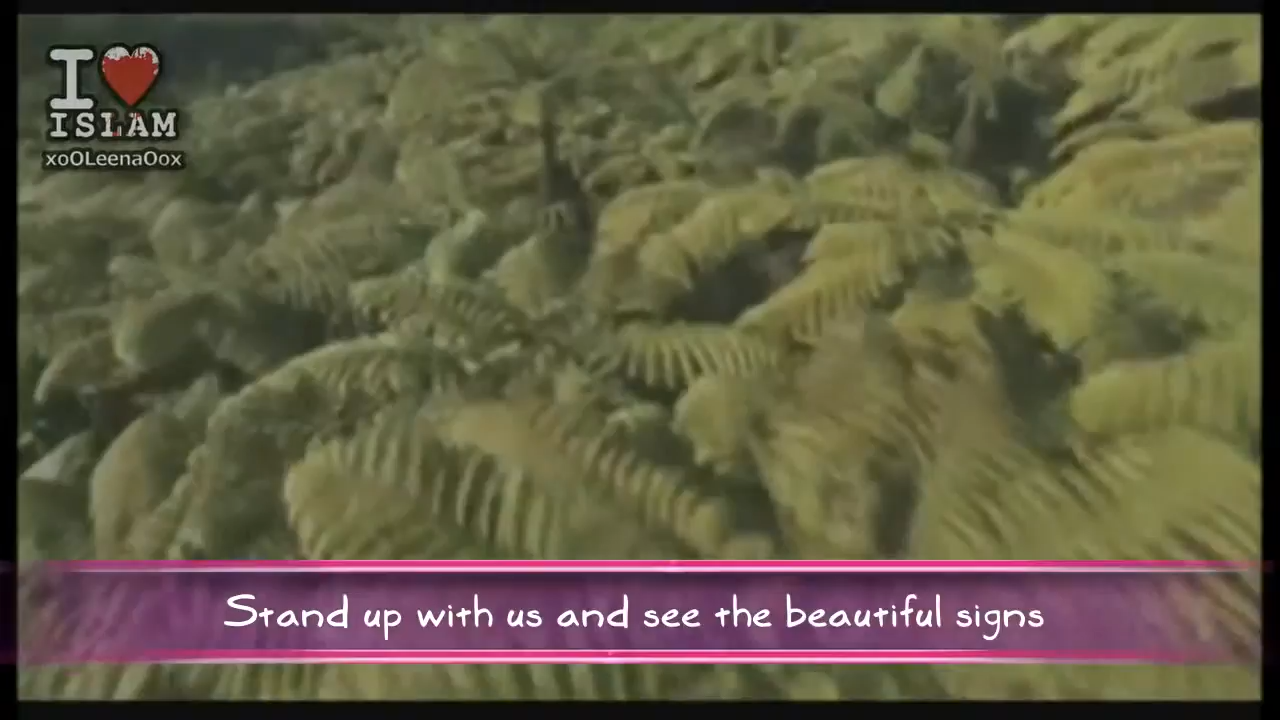 I ❤
ISLAM
xoOLeenaOox
Stand up with us and see the beautiful signs